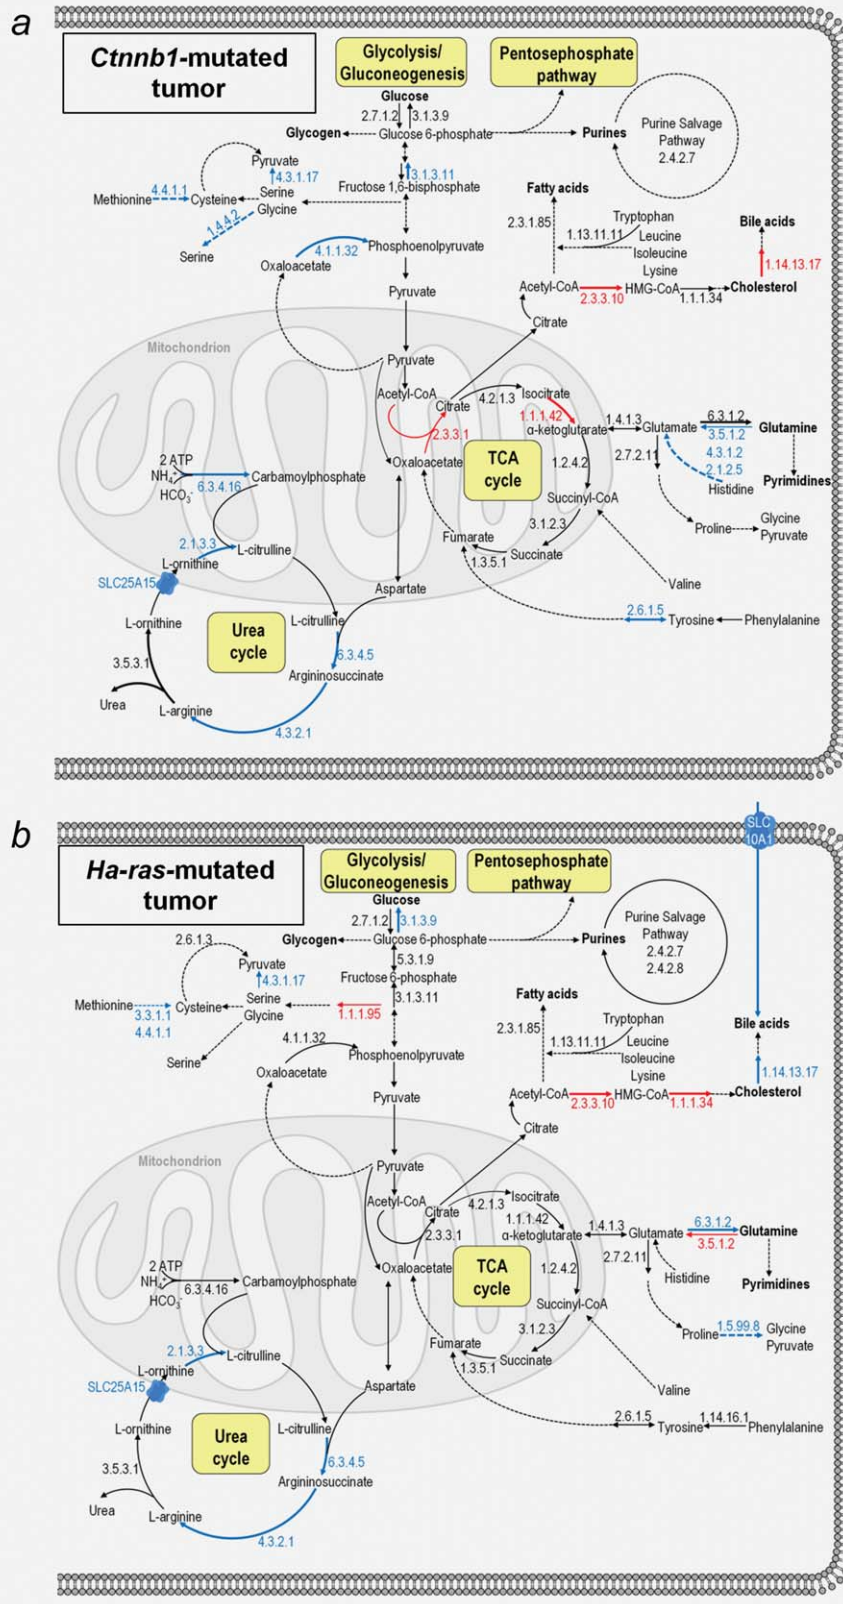 a
Ctnnb1-mutated
tumor
Glycolysis/
Gluconeogenesis
Pentosephosphate
pathway
Glucose
2.7.1.2
3.1.3.9
Glycogen
Glucose 6-phosphate
Purines
Purine Salvage
Pathway
2.4.2.7
Pyruvate
4.3.1.17
3.1.3.11
Fructose 1,6-bisphosphate
Methionine
4.4.1.1
Cysteine
Serine
Glycine
1.4.4.2
Serine
Fatty acids
2.3.1.85
1.13.11.11
Tryptophan
Leucine
Isoleucine
Lysine
Bile acids
1.14.13.17
4.1.1.32
Phosphoenolpyruvate
Oxaloacetate
Pyruvate
Acetyl-CoA
2.3.3.10
HMG-CoA
1.1.1.34
Cholesterol
Citrate
Mitochondrion
Pyruvate
Acetyl-CoA
Citrate
4.2.1.3
Isocitrate
1.1.1.42
α-ketoglutarate
2.3.3.1
Oxaloacetate
TCA
cycle
1.4.1.3
Glutamate
6.3.1.2
3.5.1.2
Glutamine
2.7.2.11
4.3.1.2
2.1.2.5
Histidine
Pyrimidines
1.2.4.2
Succinyl-CoA
2 ATP
NH4+
HCO3-
6.3.4.16
Carbamoylphosphate
3.1.2.3
Fumarate
1.3.5.1
Succinate
Proline
Glycine
Pyruvate
2.1.3.3
L-citrulline
L-ornithine
SLC25A15
Aspartate
Valine
L-ornithine
Urea
cycle
L-citrulline
2.6.1.5
Tyrosine
Phenylalanine
3.5.3.1
6.3.4.5
Argininosuccinate
Urea
L-arginine
4.3.2.1
b
Ha-ras-mutated
tumor
Glycolysis/
Gluconeogenesis
Pentosephosphate
pathway
SLC
10A1
Glucose
2.7.1.2
3.1.3.9
Glycogen
Glucose 6-phosphate
Purines
Purine Salvage
Pathway
2.4.2.7
2.4.2.8
2.6.1.3
Pyruvate
4.3.1.17
5.3.1.9
Fructose 6-phosphate
3.1.3.11
Methionine
3.3.1.1
4.4.1.1
Cysteine
Serine
Glycine
1.1.1.95
Serine
Fatty acids
2.3.1.85
1.13.11.11
Tryptophan
Leucine
Isoleucine
Lysine
Bile acids
1.14.13.17
4.1.1.32
Phosphoenolpyruvate
Oxaloacetate
Pyruvate
Acetyl-CoA
2.3.3.10
HMG-CoA
1.1.1.34
Cholesterol
Citrate
Mitochondrion
Pyruvate
Acetyl-CoA
Citrate
4.2.1.3
Isocitrate
1.1.1.42
α-ketoglutarate
2.3.3.1
Oxaloacetate
TCA
cycle
1.4.1.3
Glutamate
6.3.1.2
3.5.1.2
Glutamine
2.7.2.11
Histidine
Pyrimidines
1.2.4.2
Succinyl-CoA
2 ATP
NH4+
HCO3-
6.3.4.16
Carbamoylphosphate
3.1.2.3
Fumarate
1.3.5.1
Succinate
Proline
1.5.99.8
Glycine
Pyruvate
2.1.3.3
L-citrulline
L-ornithine
SLC25A15
Aspartate
Valine
L-ornithine
Urea
cycle
L-citrulline
2.6.1.5
Tyrosine
1.14.16.1
Phenylalanine
3.5.3.1
6.3.4.5
Argininosuccinate
Urea
L-arginine
4.3.2.1